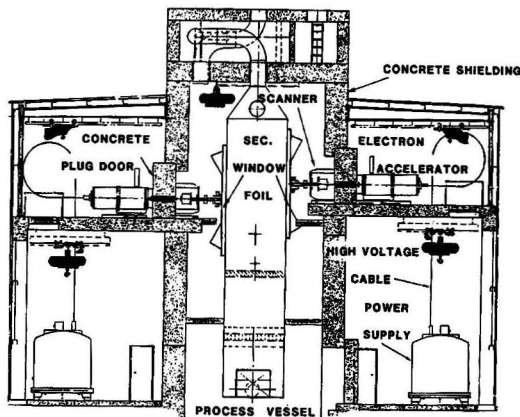 CONCRETE SHIELDING
SCANNER
CONCRETE
PLUG DOOR
SEC.
WINDOW
FOIL
ELECTRON
ACCELERATOR
HIGH VOLTAGE
CABLE
POWER
SUPPLY
PROCESS VESSEL